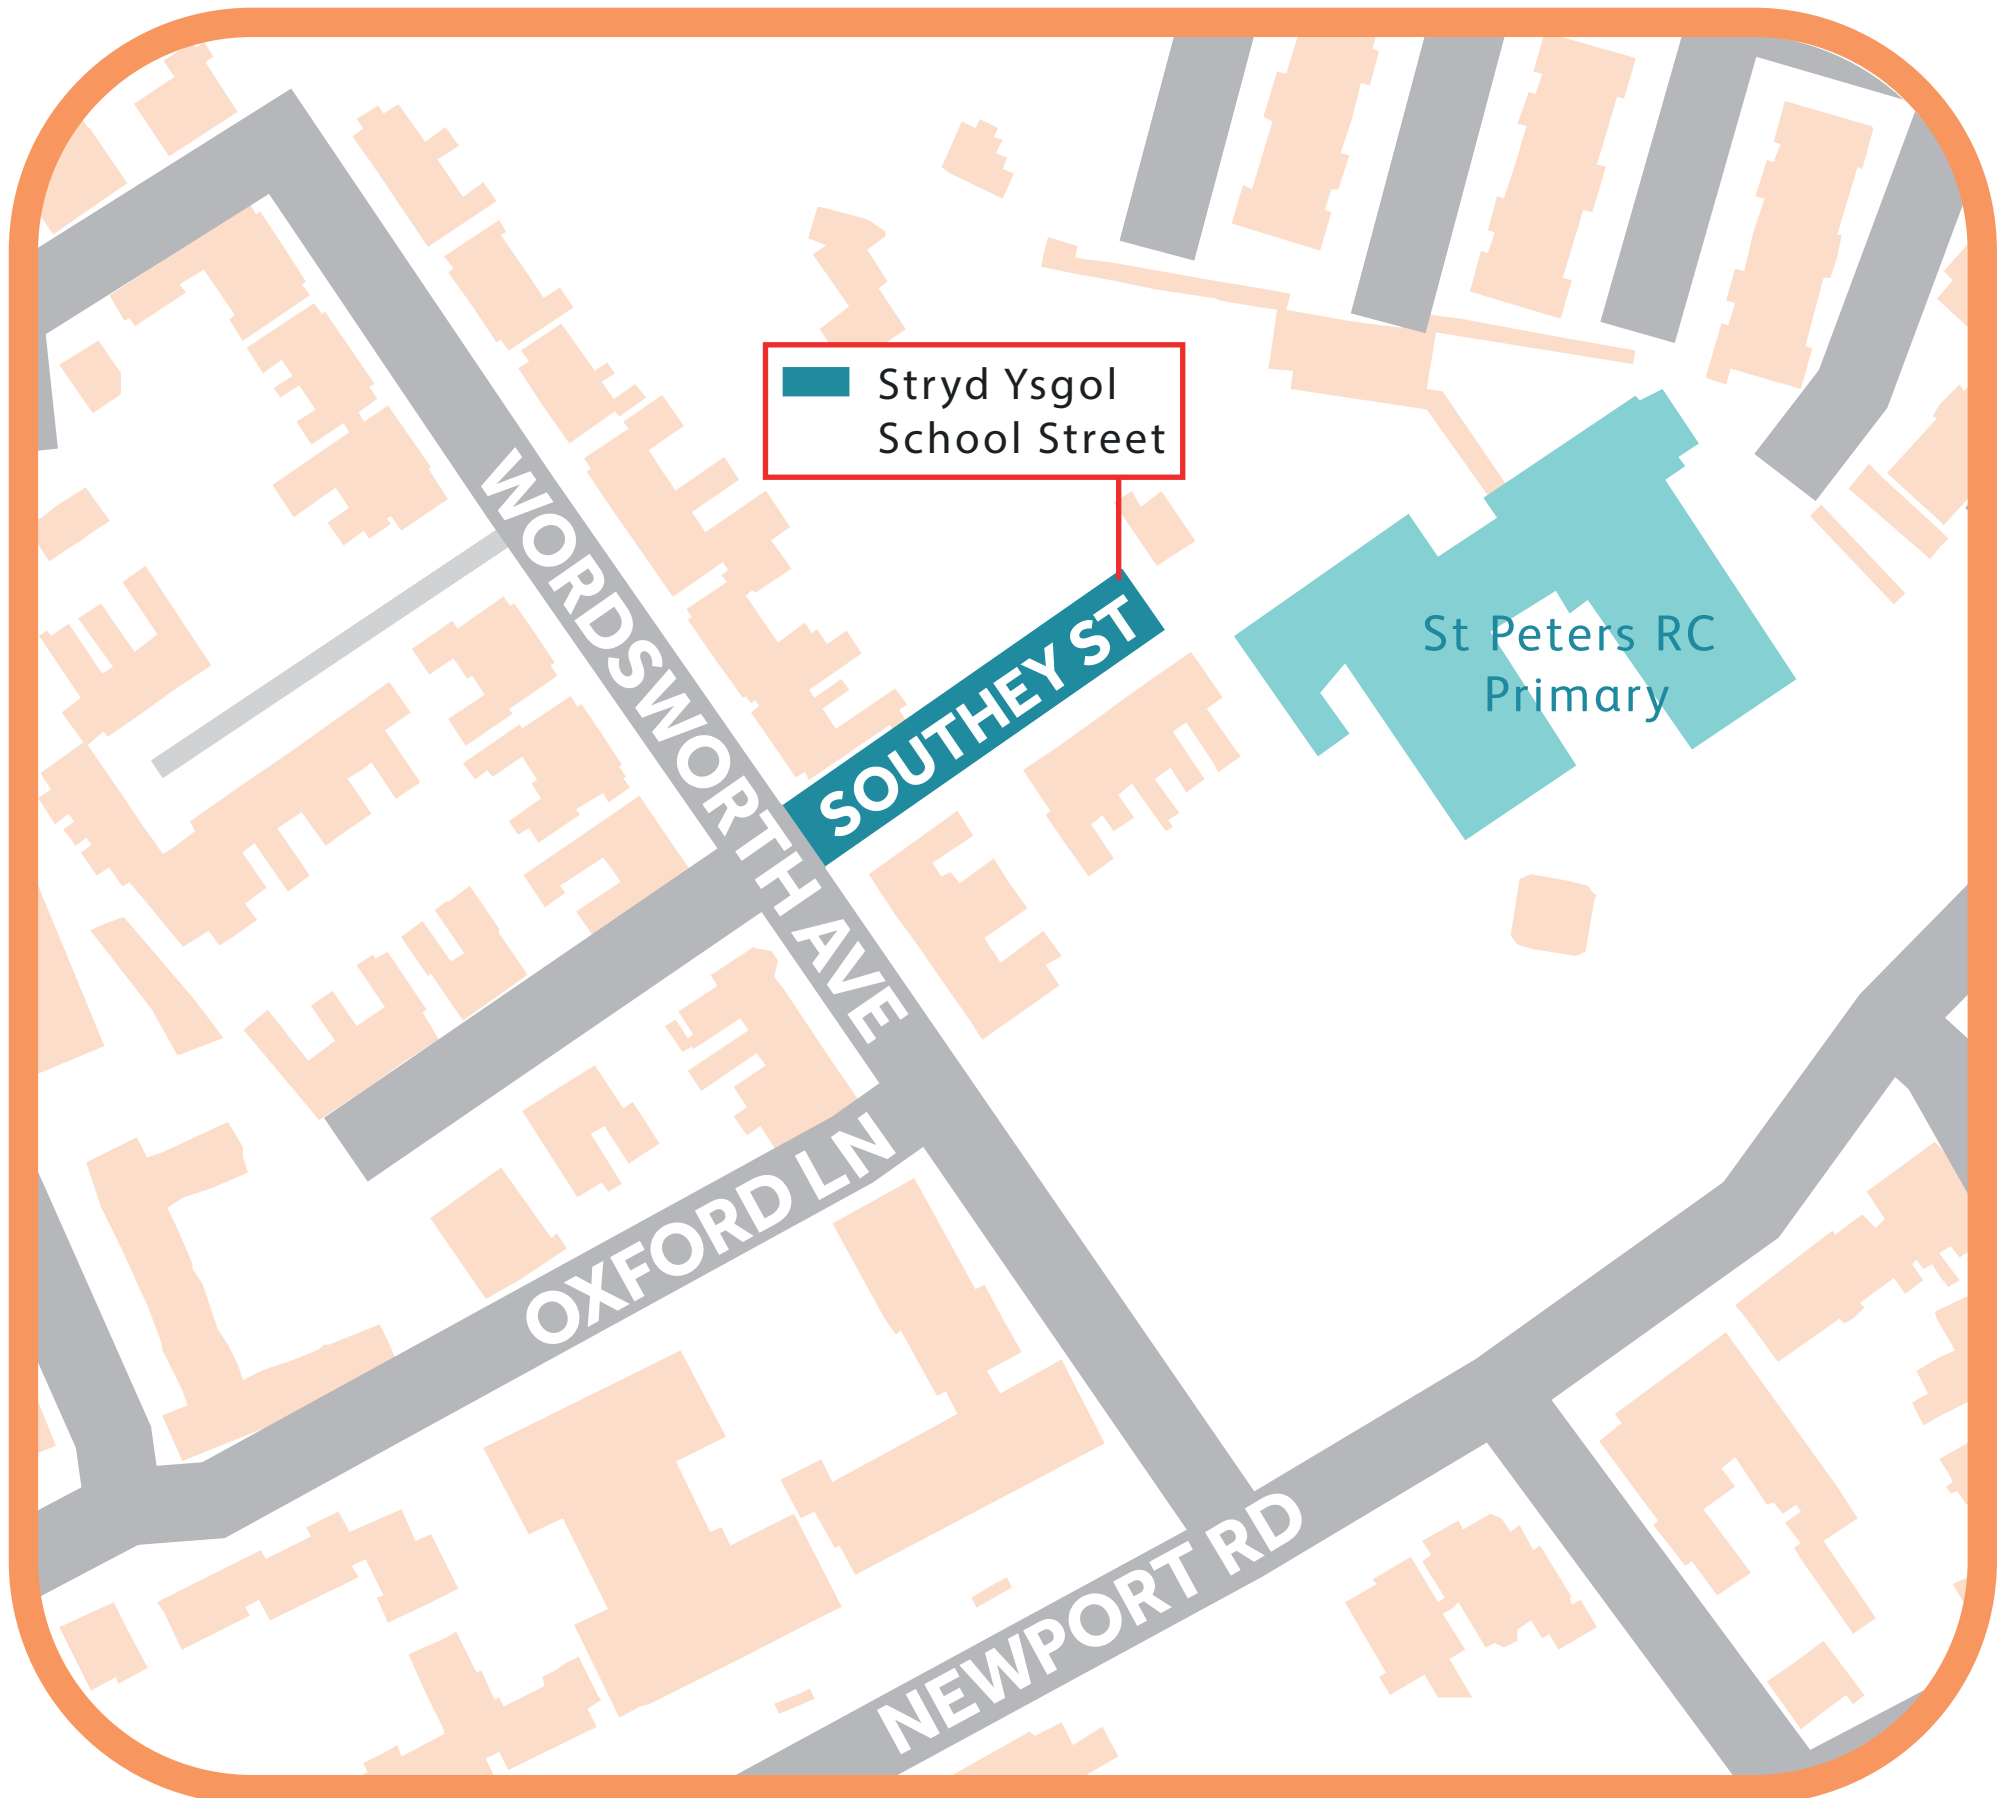 Stryd Ysgol
School Street
WORDSWORTH AVE
SOUTHEY ST
St Peters RC
Primary
OXFORD LN
NEWPORT RD